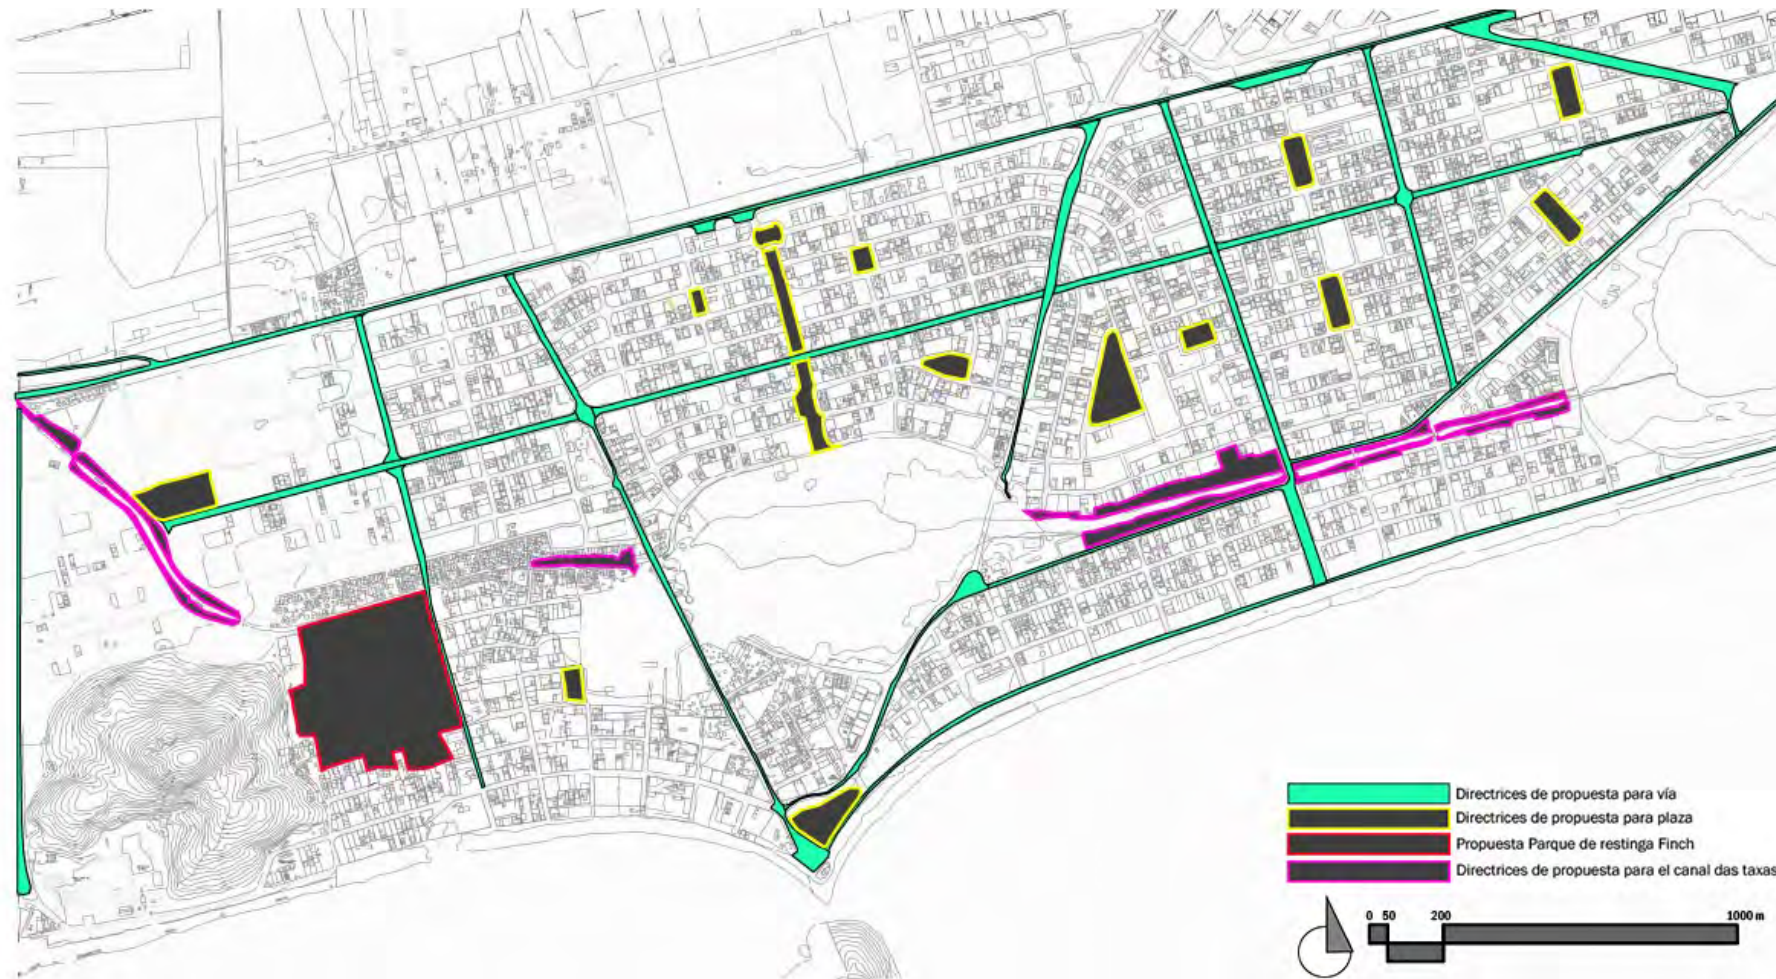 Directrices de propuesta para vía
Directrices de propuesta para plaza
Propuesta Parque de restinga Finch
Directrices de propuesta para el canal das taxas
0 50 200 1000 m